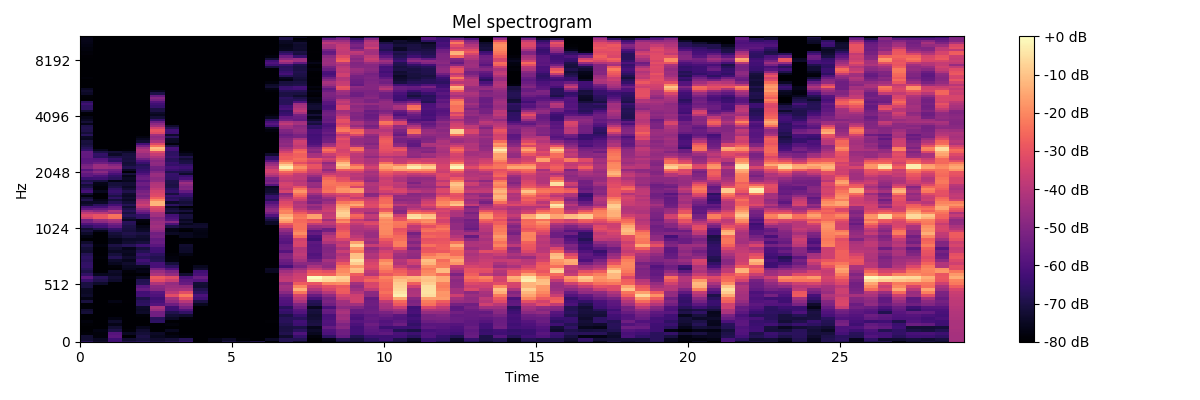 Mel spectrogram
8192
4096
2048
1024
512
0
Hz
0 5 10 15 20 25
Time
+0 dB
-10 dB
-20 dB
-30 dB
-40 dB
-50 dB
-60 dB
-70 dB
-80 dB